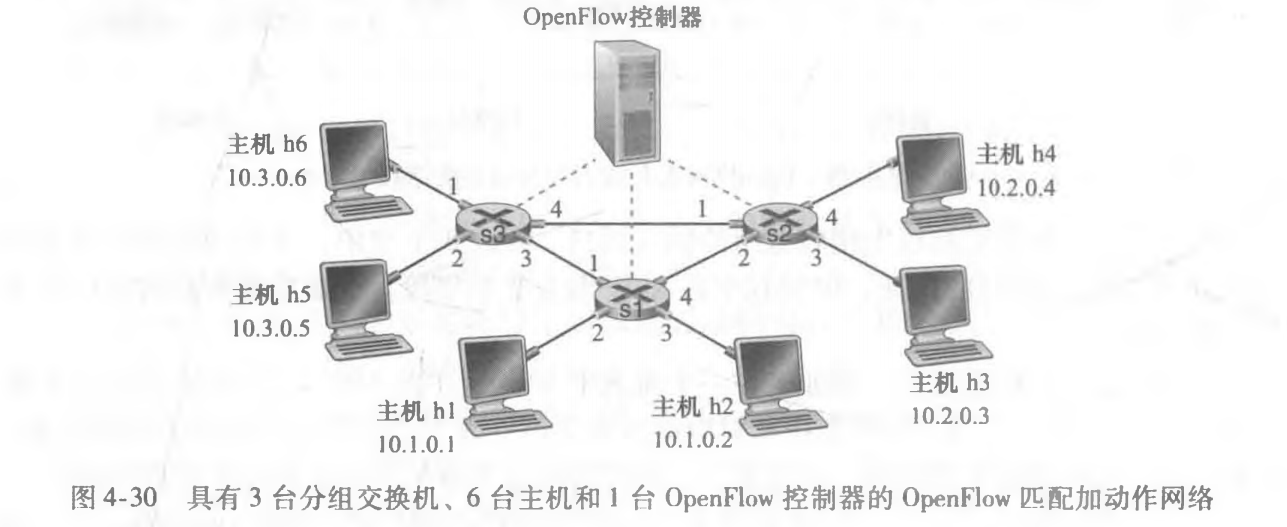 OpenFlow控制器
主机 h6
10.3.0.6
主机 h4
10.2.0.4
1
4
1
4
s3
s2
2
3
1
2
3
主机 h5
10.3.0.5
s1
4
2
3
主机 h3
10.2.0.3
主机 h1
10.1.0.1
主机 h2
10.1.0.2
图 4-30 具有 3 台分组交换机、6 台主机和 1 台 OpenFlow 控制器的 OpenFlow 匹配加动作网络